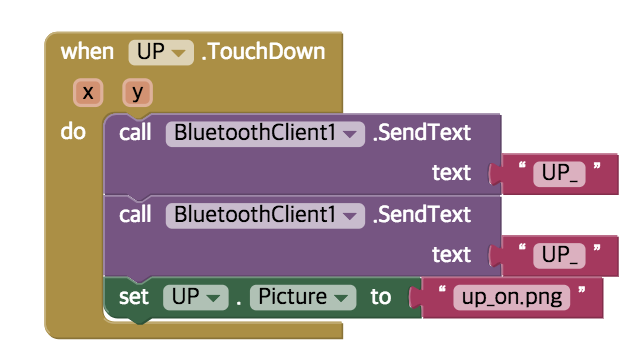 when UP .TouchDown
x y
do call BluetoothClient1 .SendText
text “ UP_ ”
call BluetoothClient1 .SendText
text “ UP_ ”
set UP . Picture to “ up_on.png ”